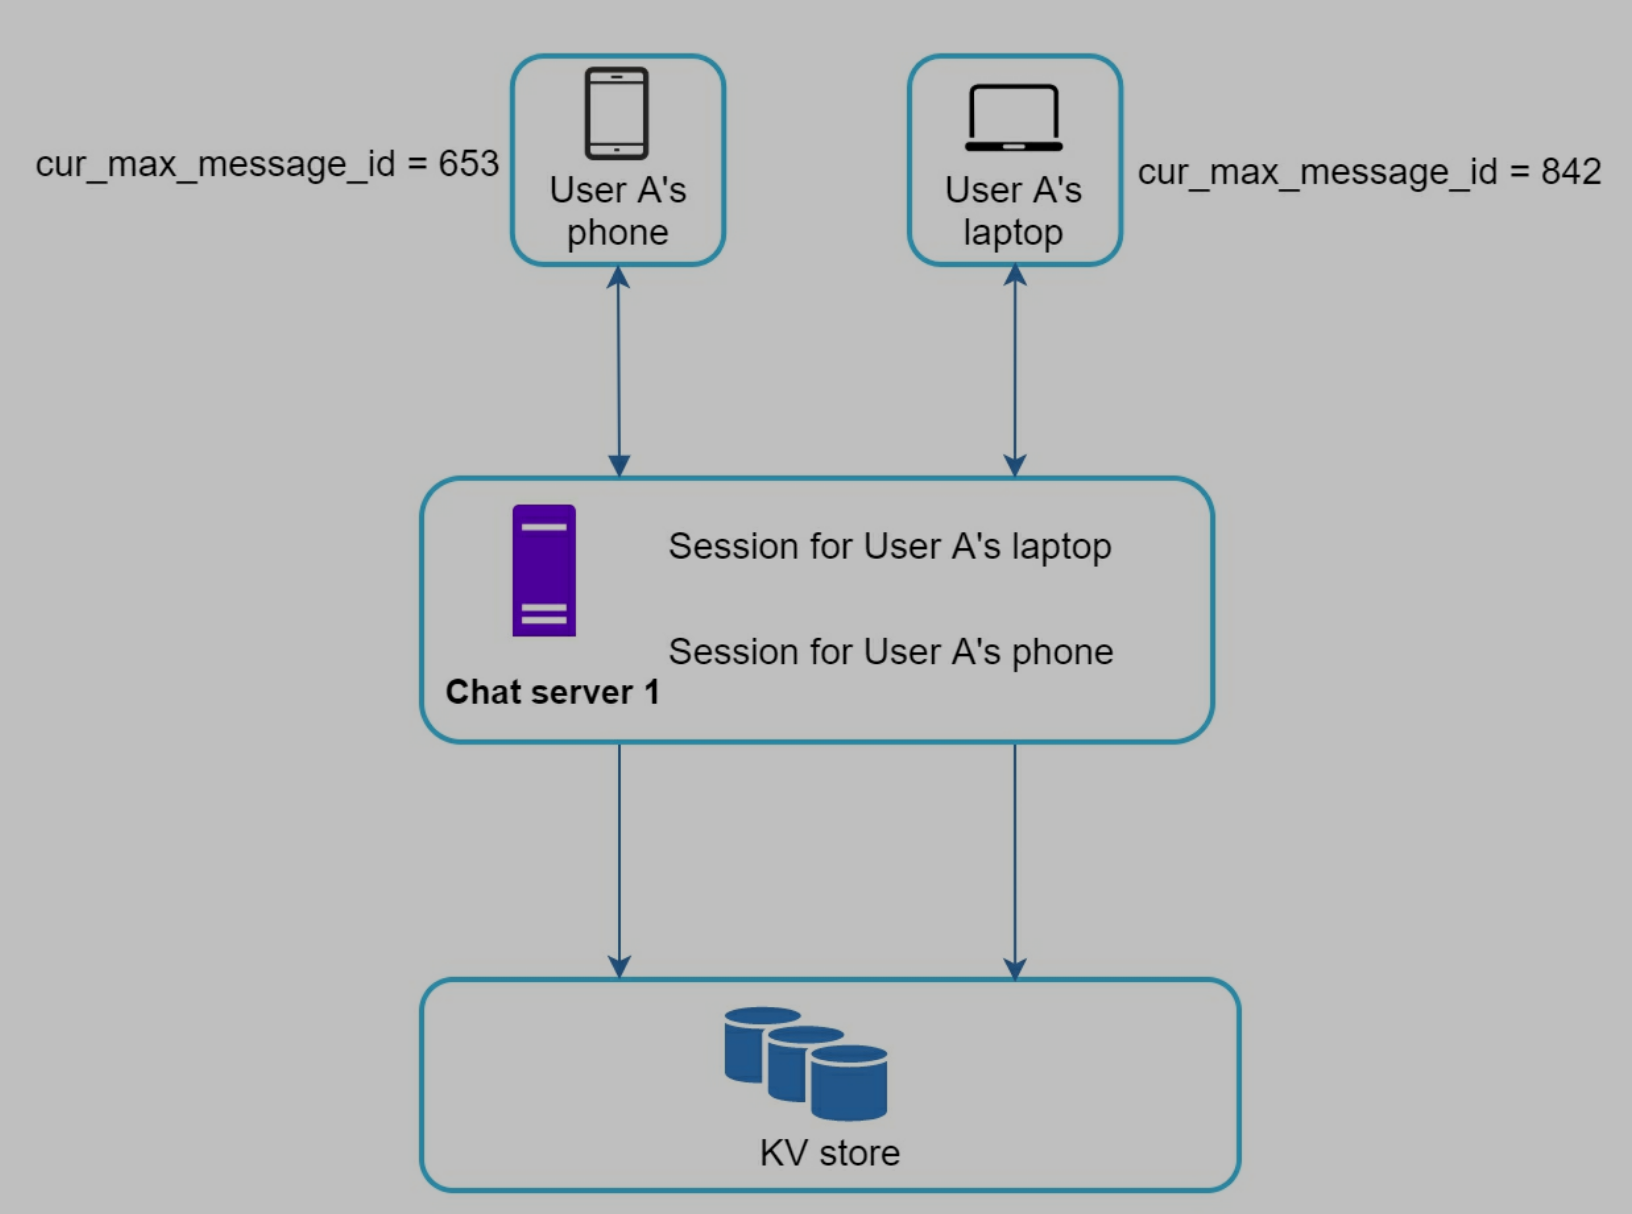 cur_max_message_id = 653
User A's
phone
User A's
laptop
cur_max_message_id = 842
Session for User A's laptop
Session for User A's phone
Chat server 1
KV store